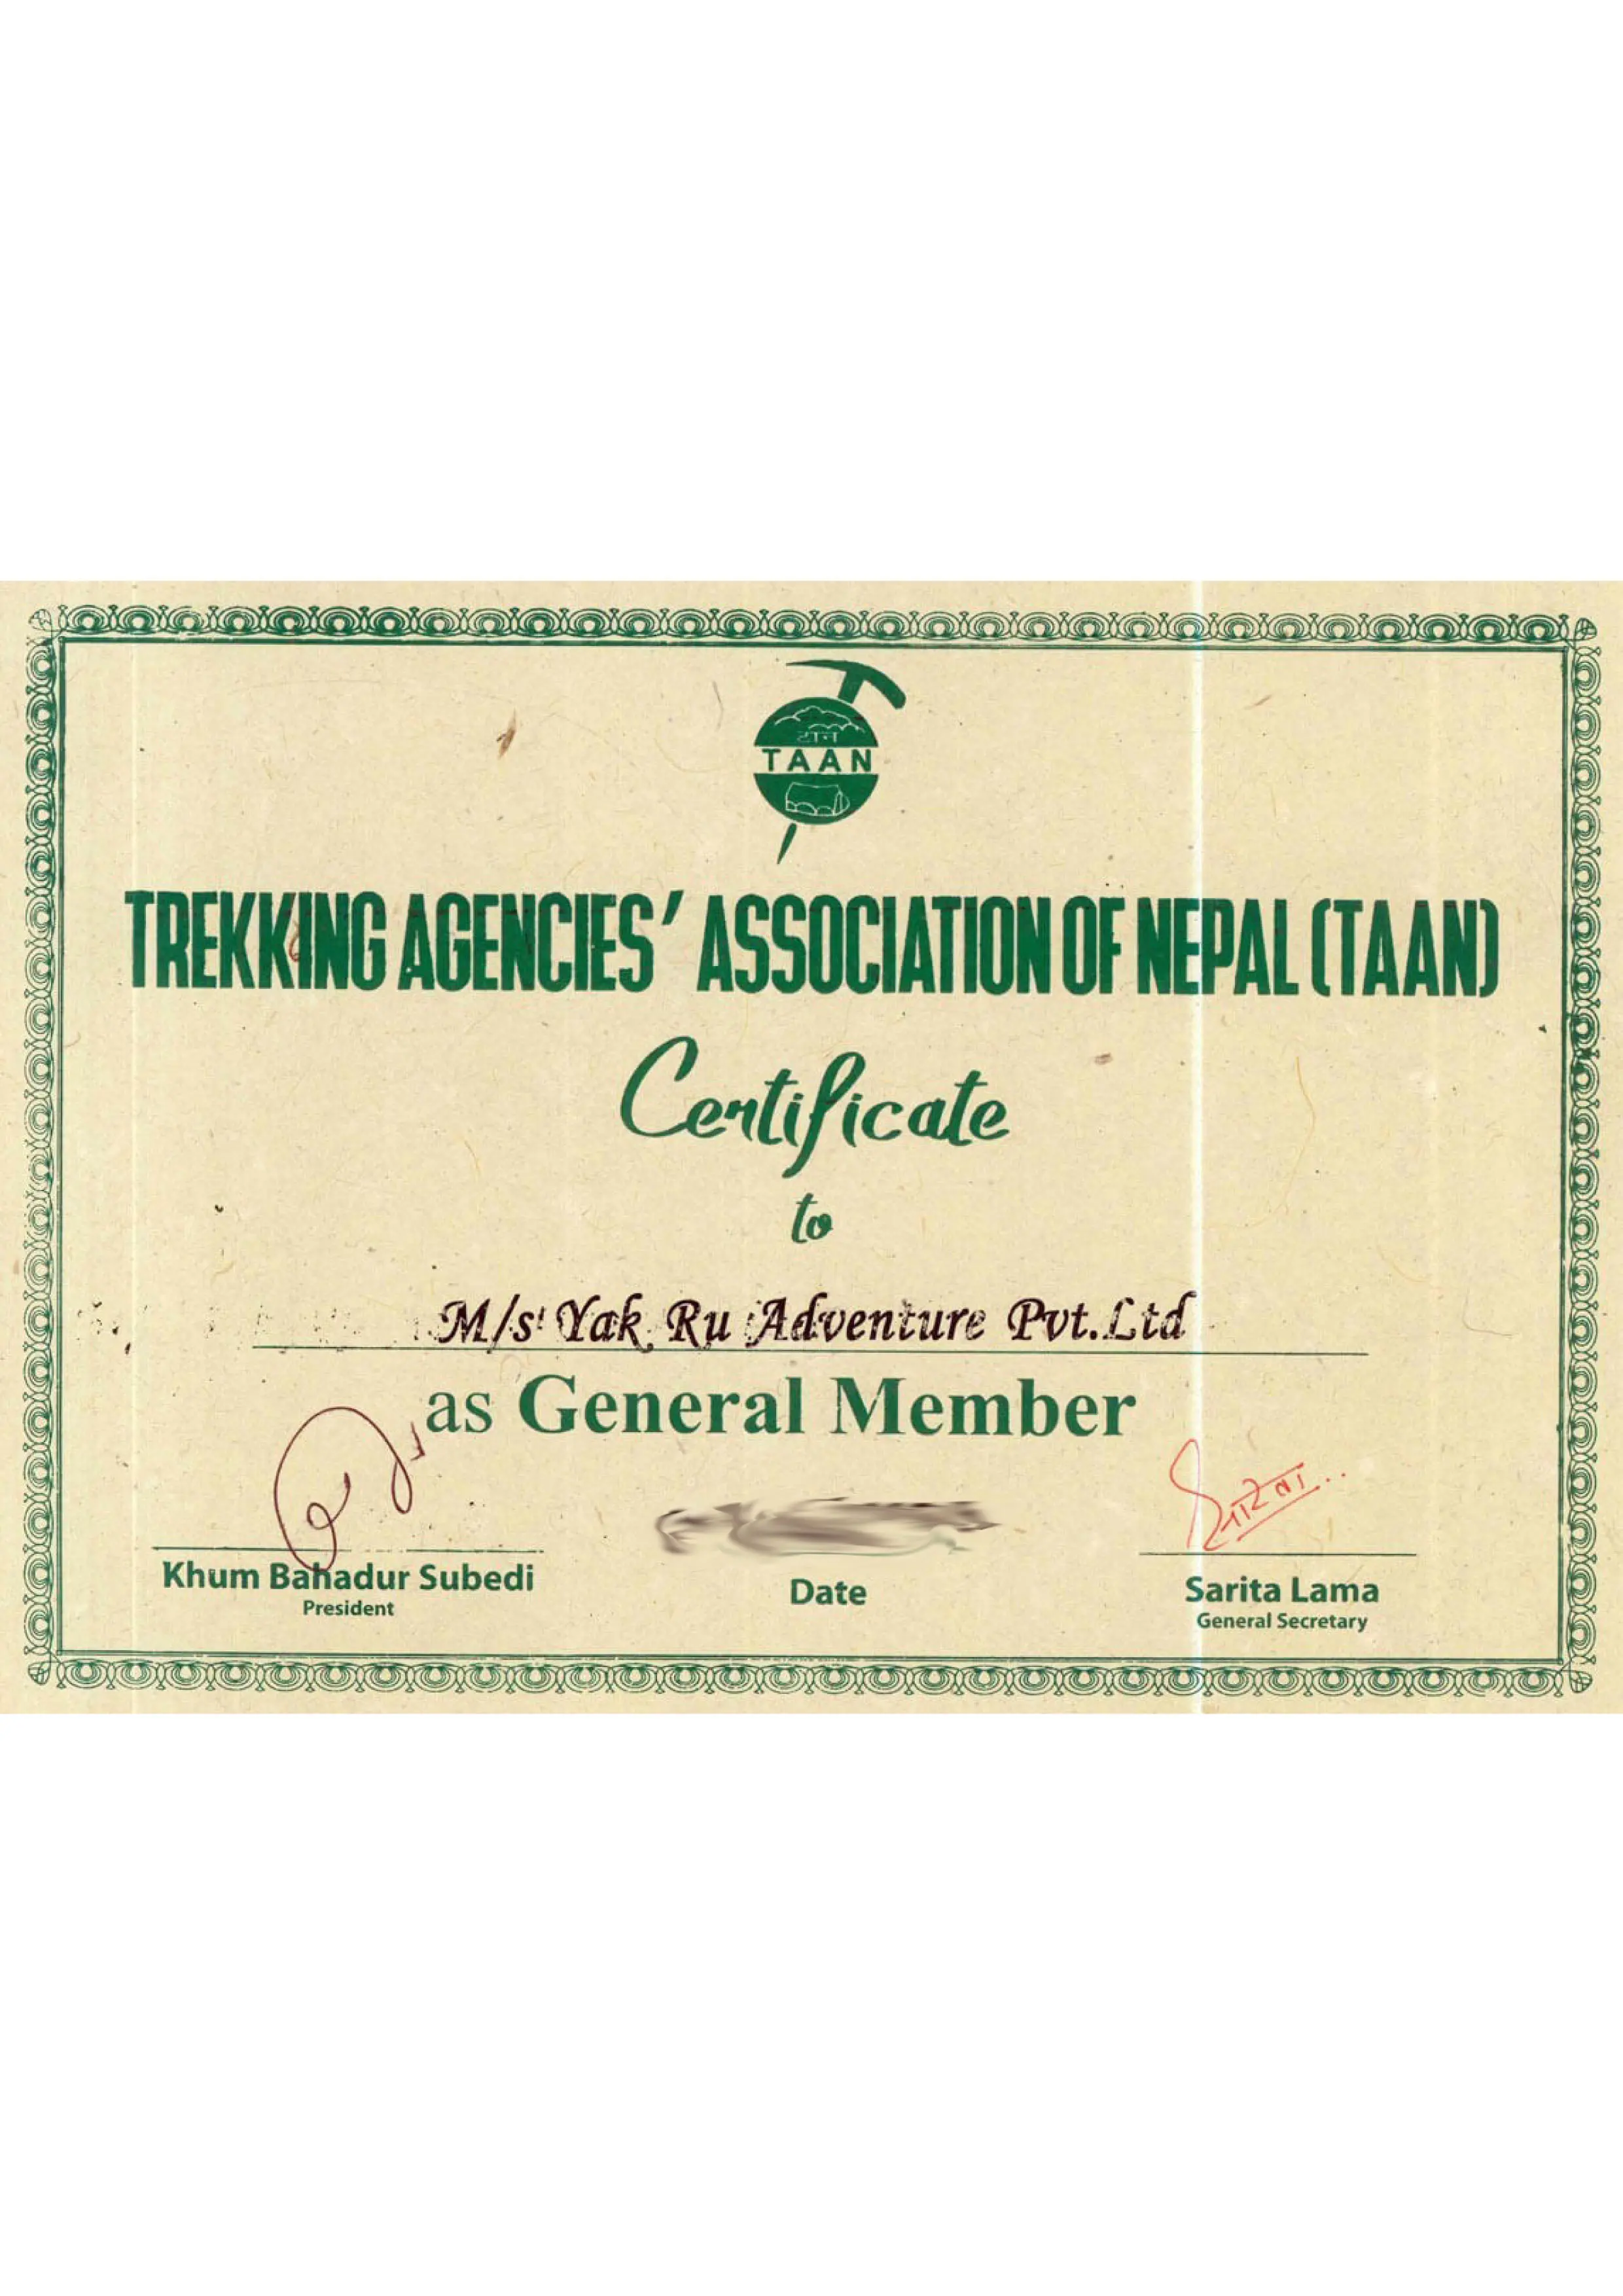 टान
TAAN
TREKKING AGENCIES' ASSOCIATION OF NEPAL (TAAN)
Certificate
to
M/s Yak Ru Adventure Pvt.Ltd
as General Member
Khum Bahadur Subedi
President
Date
Sarita Lama
General Secretary